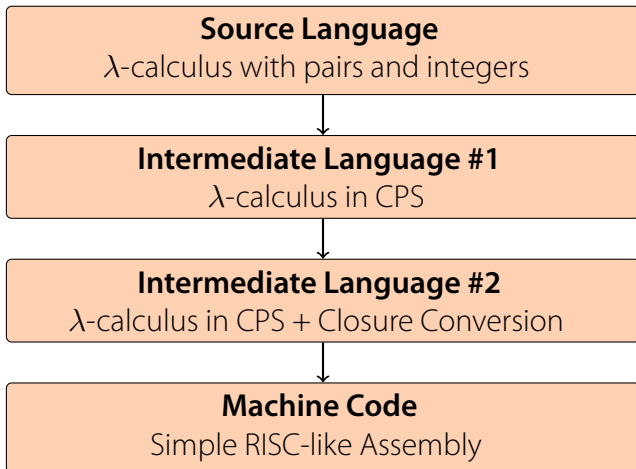 Source Language
λ-calculus with pairs and integers
Intermediate Language #1
λ-calculus in CPS
Intermediate Language #2
λ-calculus in CPS + Closure Conversion
Machine Code
Simple RISC-like Assembly